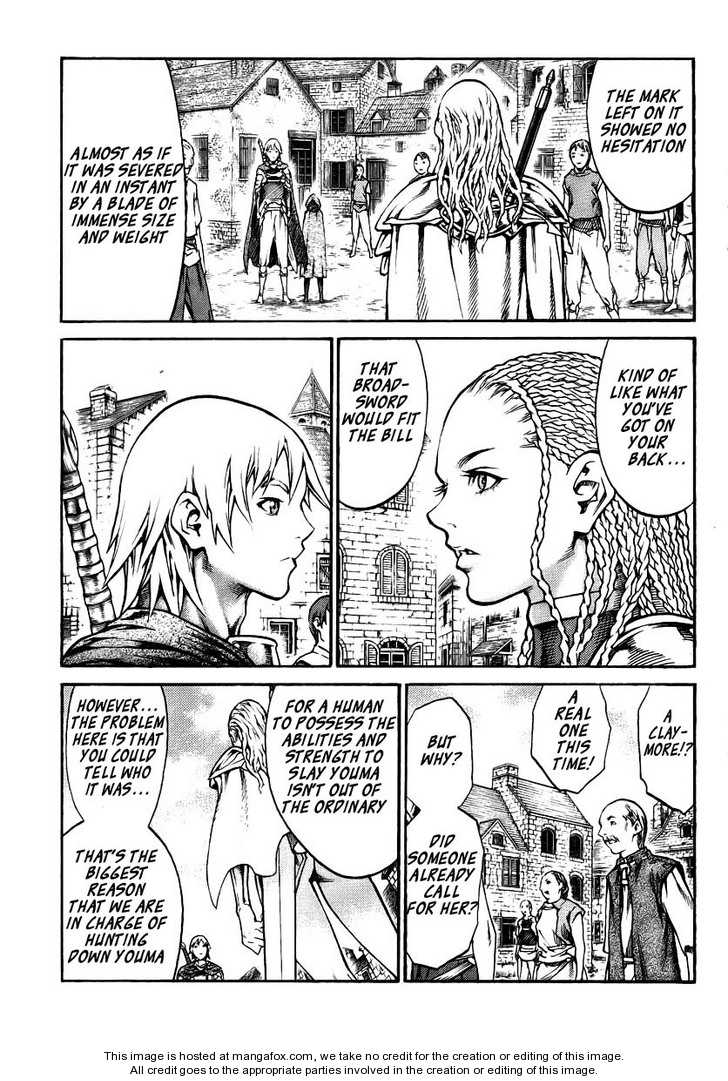 THE MARK
LEFT ON IT
SHOWED NO
HESITATION
ALMOST AS IF
IT WAS SEVERED
IN AN INSTANT
BY A BLADE OF
IMMENSE SIZE
AND WEIGHT
KIND OF
LIKE WHAT
YOU'VE
GOT ON
YOUR
BACK...
THAT
BROAD-
SWORD
WOULD FIT
THE BILL
A
CLAY-
MORE!?
A
REAL
ONE
THIS
TIME!
BUT
WHY?
DID
SOMEONE
ALREADY
CALL
FOR HER?
FOR A HUMAN
TO POSSESS THE
ABILITIES AND
STRENGTH TO
SLAY YOUMA
ISN'T OUT OF
THE ORDINARY
HOWEVER...
THE PROBLEM
HERE IS THAT
YOU COULD
TELL WHO
IT WAS...
THAT'S THE
BIGGEST
REASON
THAT WE ARE
IN CHARGE OF
HUNTING
DOWN YOUMA
This image is hosted at mangafox.com, we take no credit for the creation or editing of this image.
All credit goes to the appropriate parties involved in the creation or editing of this image.